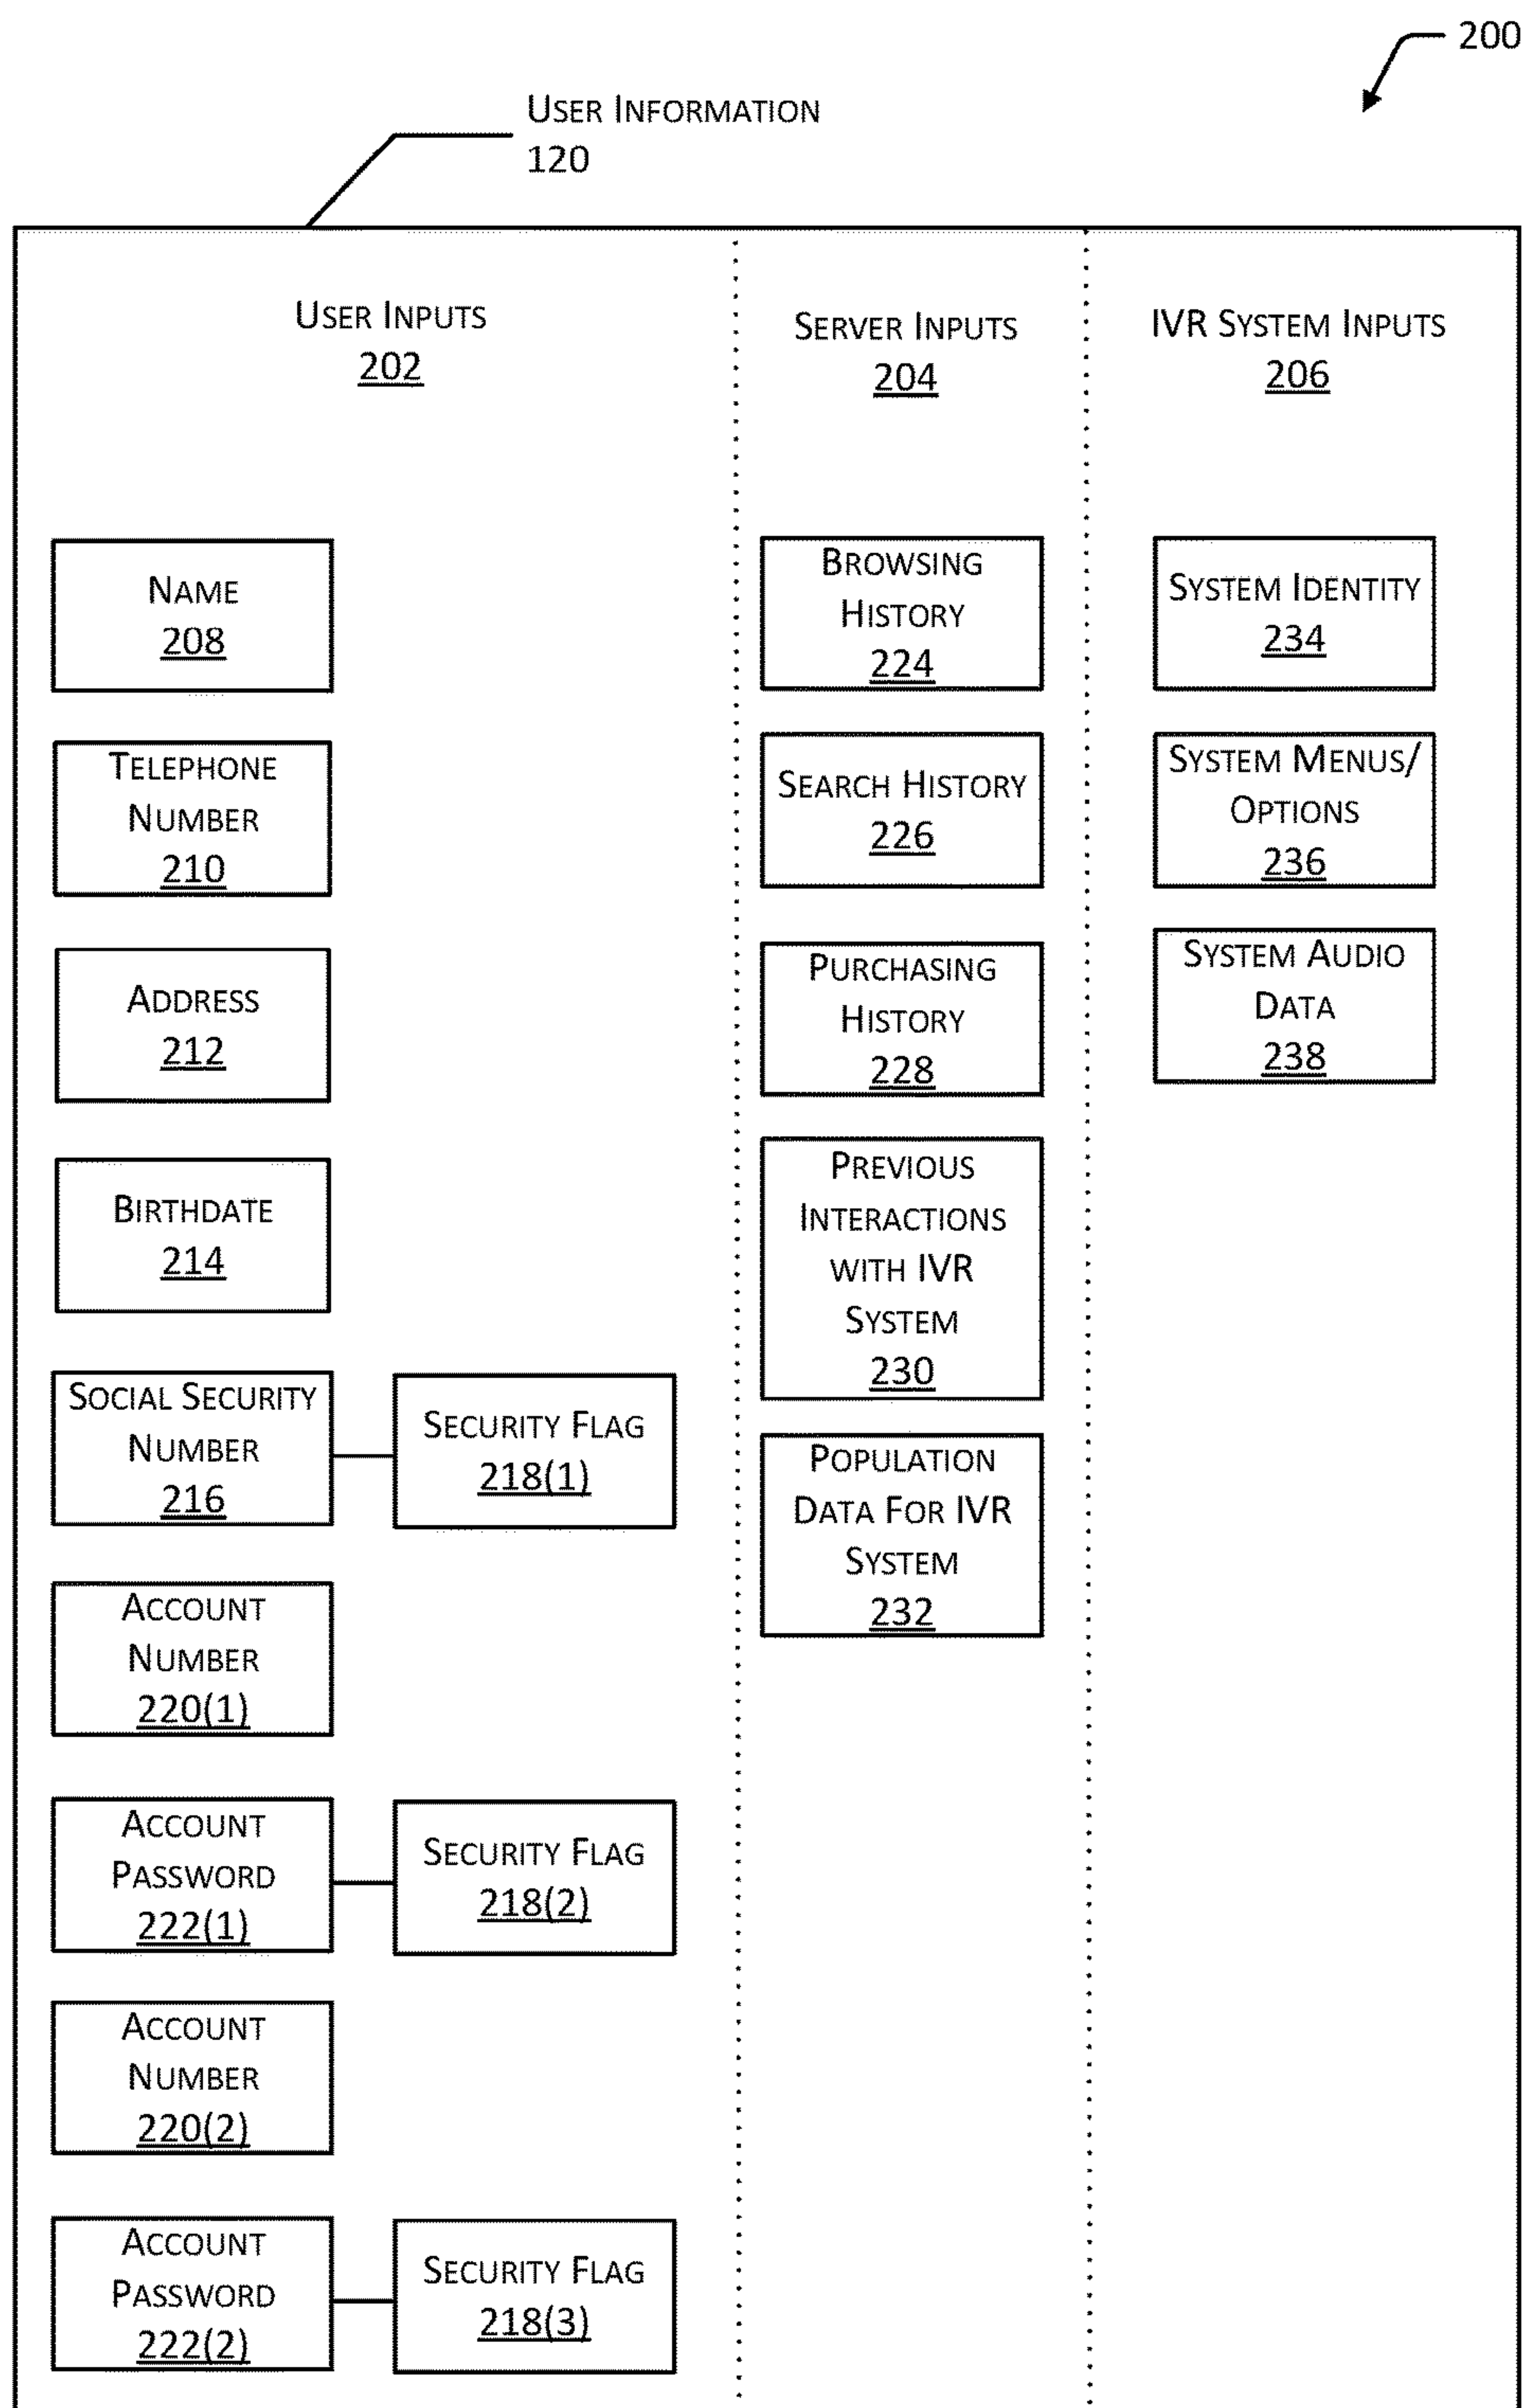 200
USER INFORMATION
120
USER INPUTS
202
NAME
208
TELEPHONE
NUMBER
210
ADDRESS
212
BIRTHDATE
214
SOCIAL SECURITY
NUMBER
216
SECURITY FLAG
218(1)
ACCOUNT
NUMBER
220(1)
ACCOUNT
PASSWORD
222(1)
SECURITY FLAG
218(2)
ACCOUNT
NUMBER
220(2)
ACCOUNT
PASSWORD
222(2)
SECURITY FLAG
218(3)
SERVER INPUTS
204
BROWSING
HISTORY
224
SEARCH HISTORY
226
PURCHASING
HISTORY
228
PREVIOUS
INTERACTIONS
WITH IVR
SYSTEM
230
POPULATION
DATA FOR IVR
SYSTEM
232
IVR SYSTEM INPUTS
206
SYSTEM IDENTITY
234
SYSTEM MENUS/
OPTIONS
236
SYSTEM AUDIO
DATA
238